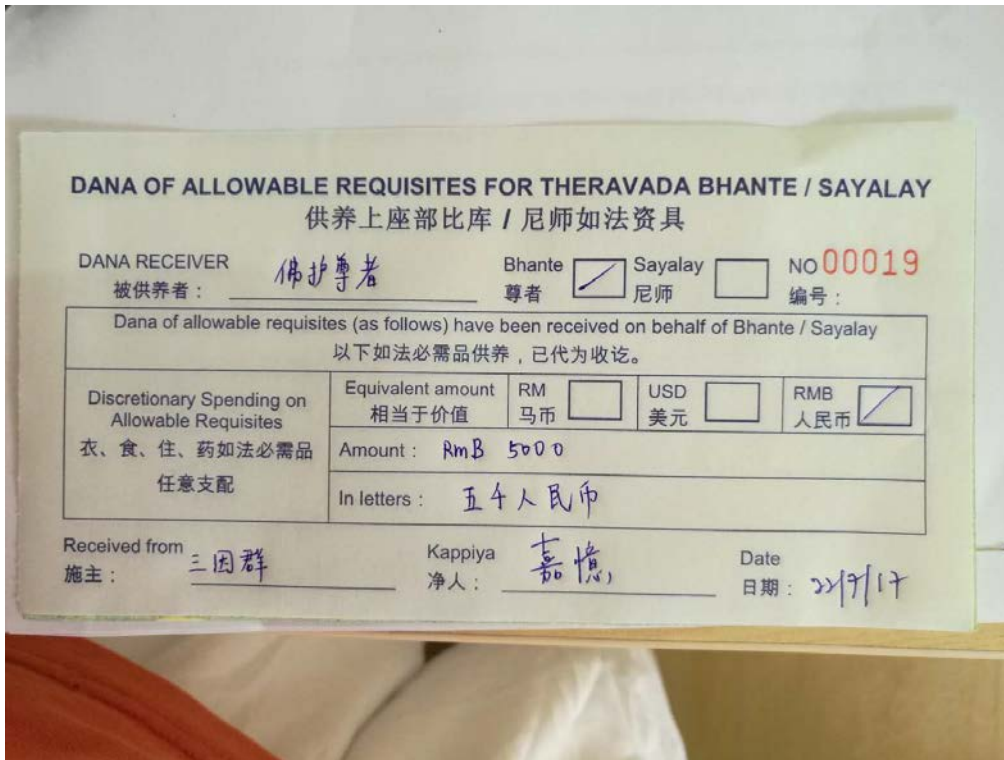 DANA OF ALLOWABLE REQUISITES FOR THERAVADA BHANTE / SAYALAY
供养上座部比库 / 尼师如法资具
DANA RECEIVER 佛护尊者 Bhante Sayalay NO 00019
被供养者： 尊者 尼师 编号：
Dana of allowable requisites (as follows) have been received on behalf of Bhante / Sayalay
以下如法必需品供养，已代为收讫。
Discretionary Spending on
Allowable Requisites
衣、食、住、药如法必需品
任意支配
Equivalent amount RM USD RMB
相当于价值 马币 美元 人民币
Amount : RmB 5000
In letters : 五千人民币
Received from 三因群 Kappiya 嘉憶 Date
施主： 净人： 日期： 22/7/17